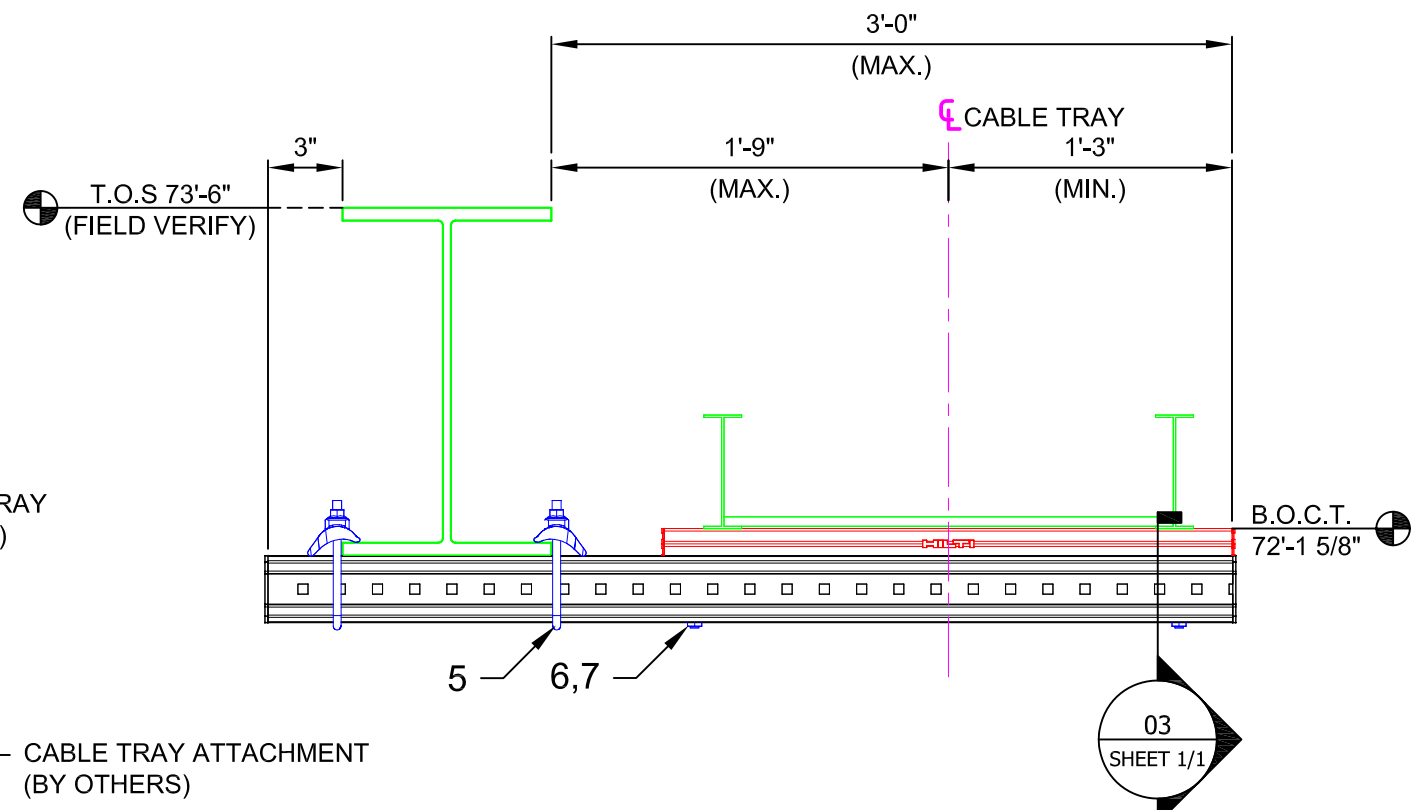 3'-0"
(MAX.)
℄ CABLE TRAY
3"
1'-9"
1'-3"
(MAX.)
(MIN.)
T.O.S 73'-6"
(FIELD VERIFY)
RAY
)
B.O.C.T.
72'-1 5/8"
5
6,7
03
SHEET 1/1
CABLE TRAY ATTACHMENT
(BY OTHERS)